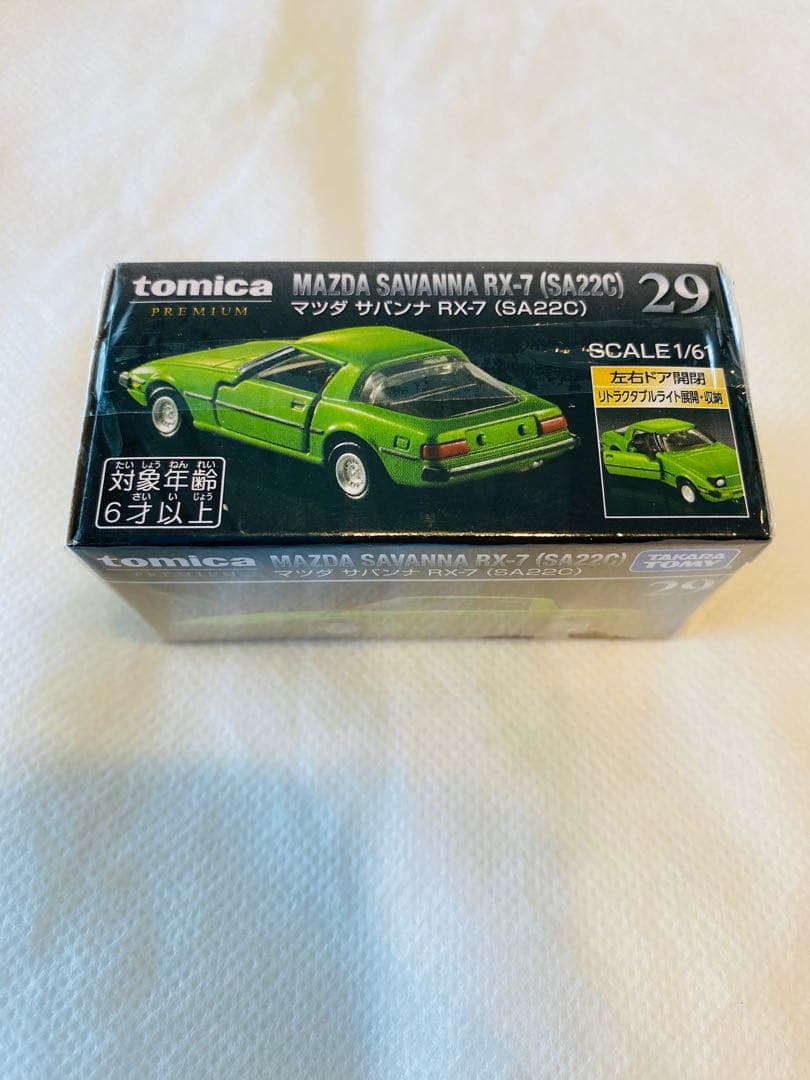 tomica
PREMIUM
MAZDA SAVANNA RX-7 (SA22C)
マツダ サバンナ RX-7 (SA22C)
29
SCALE 1/61
左右ドア開閉
リトラクタブルライト展開・収納
たいしょうねんれい
対象年齢
さいいじょう
6才以上
tomica
PREMIUM
MAZDA SAVANNA RX-7 (SA22C)
マツダ サバンナ RX-7 (SA22C)
TAKARA
TOMY
29